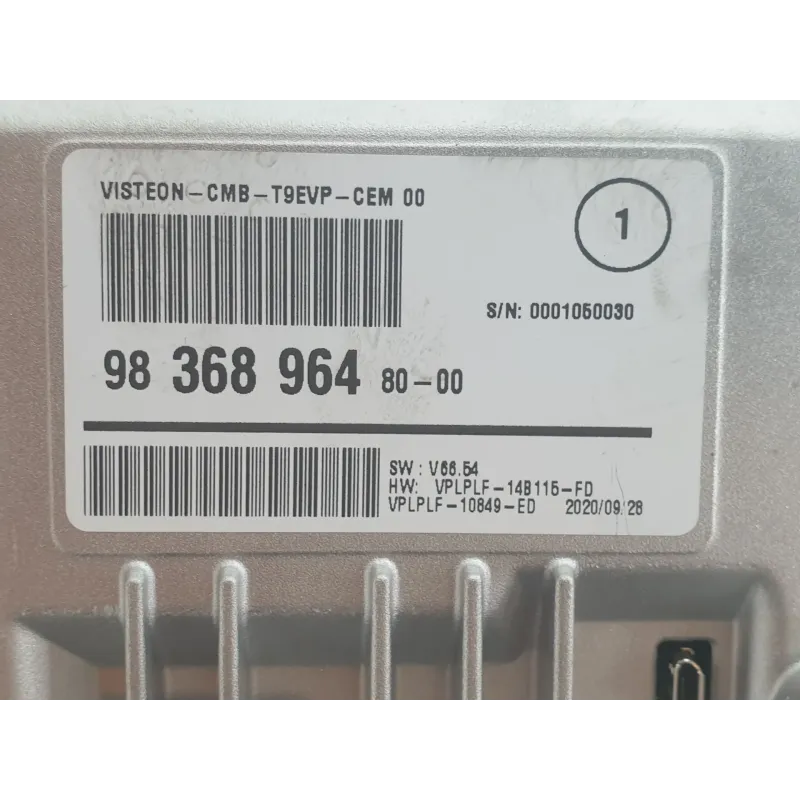 VISTEON-CMB-T9EVP-CEM 00
1
S/N: 0001050030
98 368 964 80-00
SW: V66.54
HW: VPLPLF-14B115-FD
VPLPLF-10849-ED 2020/09/28